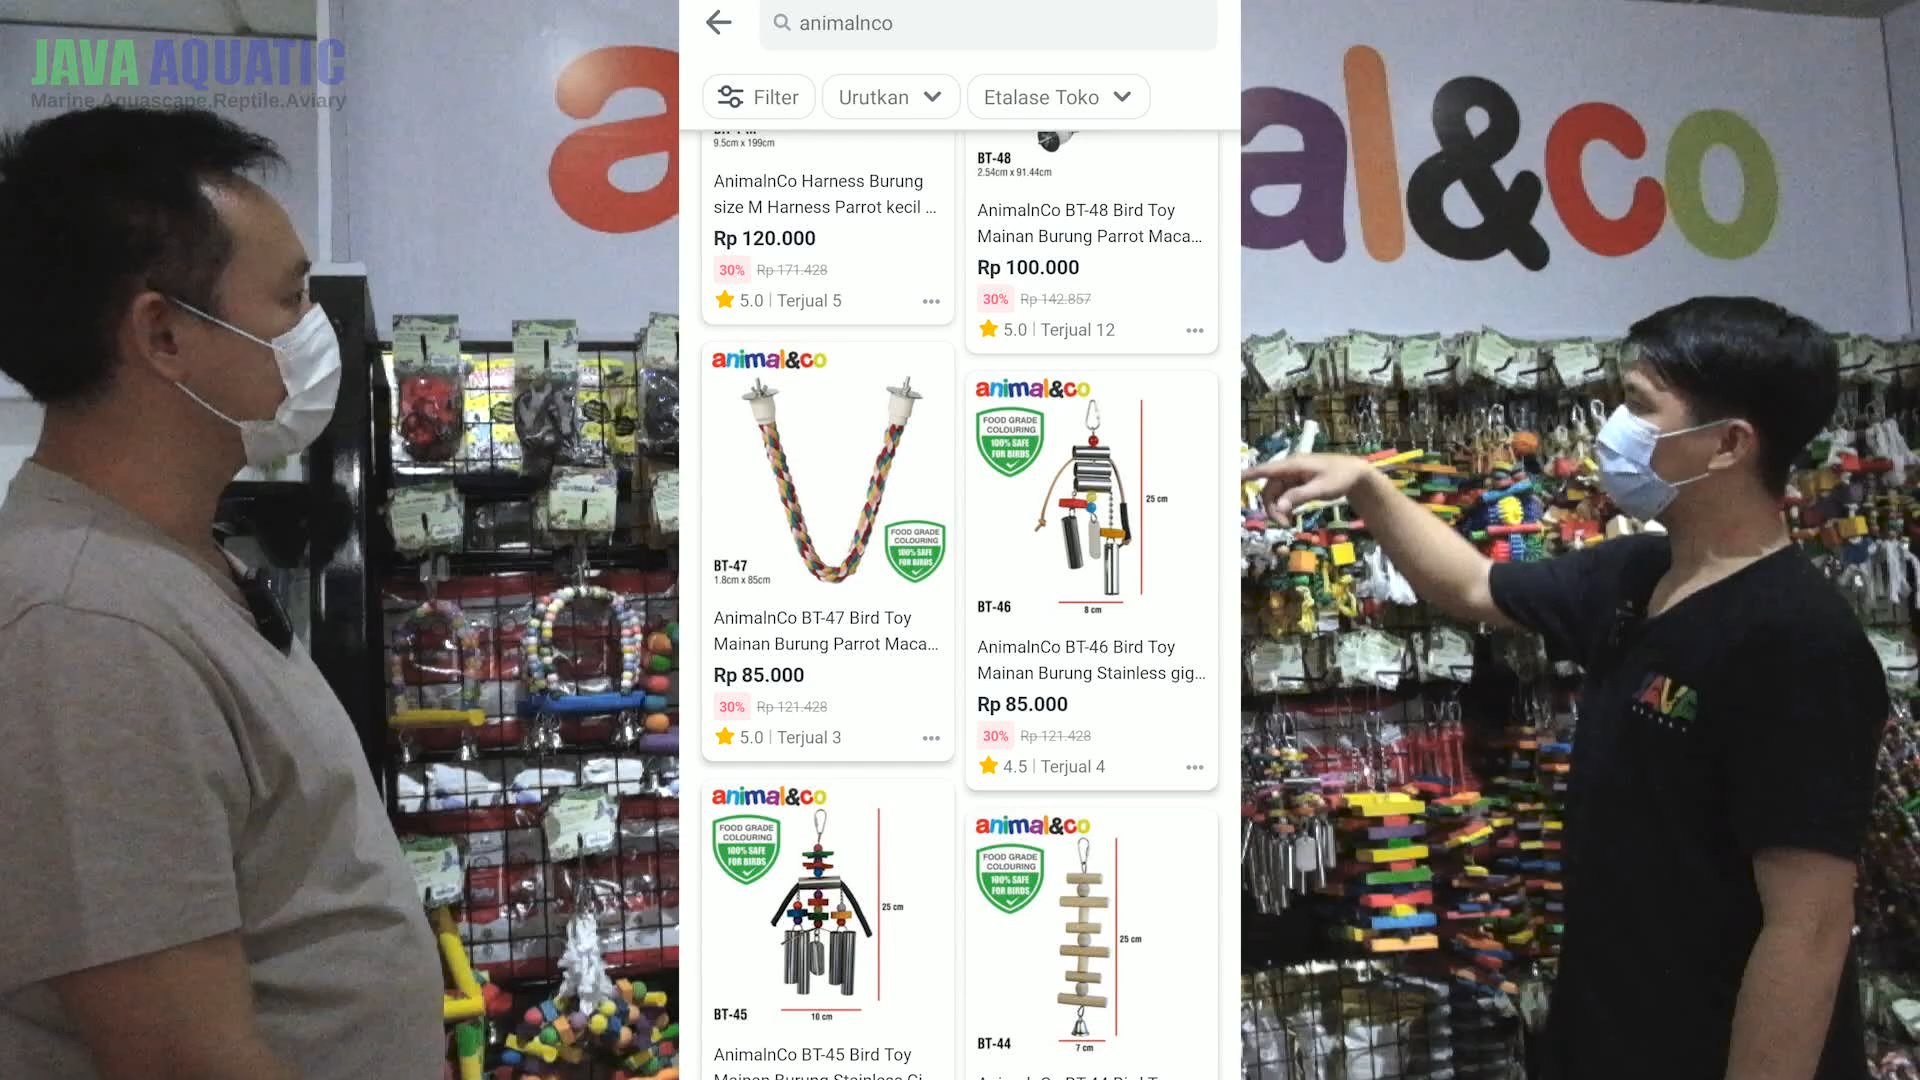 JAVA AQUATIC
Marine,Aquascape,Reptile,Aviary
a
al&co
JAVA
animalnco
Filter
Urutkan
Etalase Toko
9.5cm x 199cm
AnimalnCo Harness Burung
size M Harness Parrot kecil ...
Rp 120.000
30% Rp 171.428
5.0 | Terjual 5
BT-48
2.54cm x 91.44cm
AnimalnCo BT-48 Bird Toy
Mainan Burung Parrot Maca...
Rp 100.000
30% Rp 142.857
5.0 | Terjual 12
animal&co
FOOD GRADE
COLOURING
100% SAFE
FOR BIRDS
BT-47
1.8cm x 85cm
AnimalnCo BT-47 Bird Toy
Mainan Burung Parrot Maca...
Rp 85.000
30% Rp 121.428
5.0 | Terjual 3
animal&co
FOOD GRADE
COLOURING
100% SAFE
FOR BIRDS
25 cm
8 cm
BT-46
AnimalnCo BT-46 Bird Toy
Mainan Burung Stainless gig...
Rp 85.000
30% Rp 121.428
4.5 | Terjual 4
animal&co
FOOD GRADE
COLOURING
100% SAFE
FOR BIRDS
25 cm
10 cm
BT-45
AnimalnCo BT-45 Bird Toy
Mainan Burung Stainless Gi...
animal&co
FOOD GRADE
COLOURING
100% SAFE
FOR BIRDS
25 cm
7 cm
BT-44